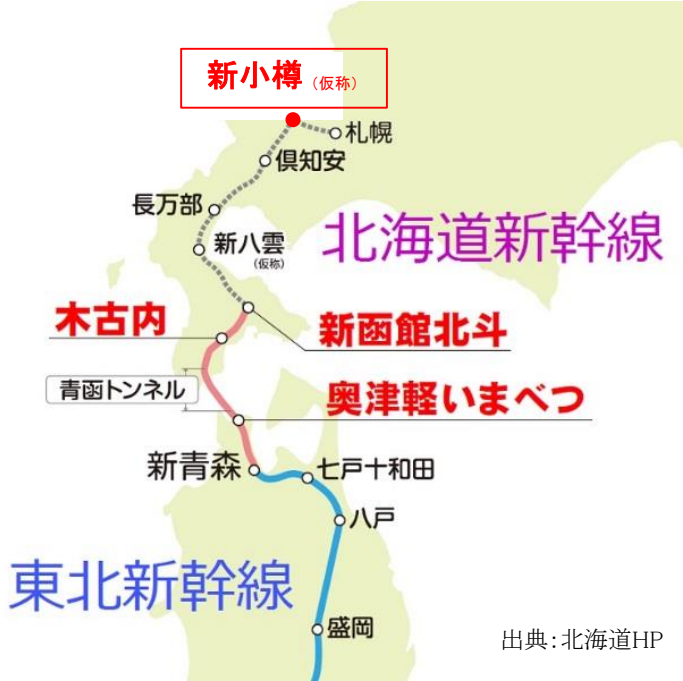 新小樽(仮称)
札幌
倶知安
長万部
新八雲
(仮称)
北海道新幹線
木古内
新函館北斗
青函トンネル
奥津軽いまべつ
新青森
七戸十和田
八戸
東北新幹線
盛岡
出典:北海道HP